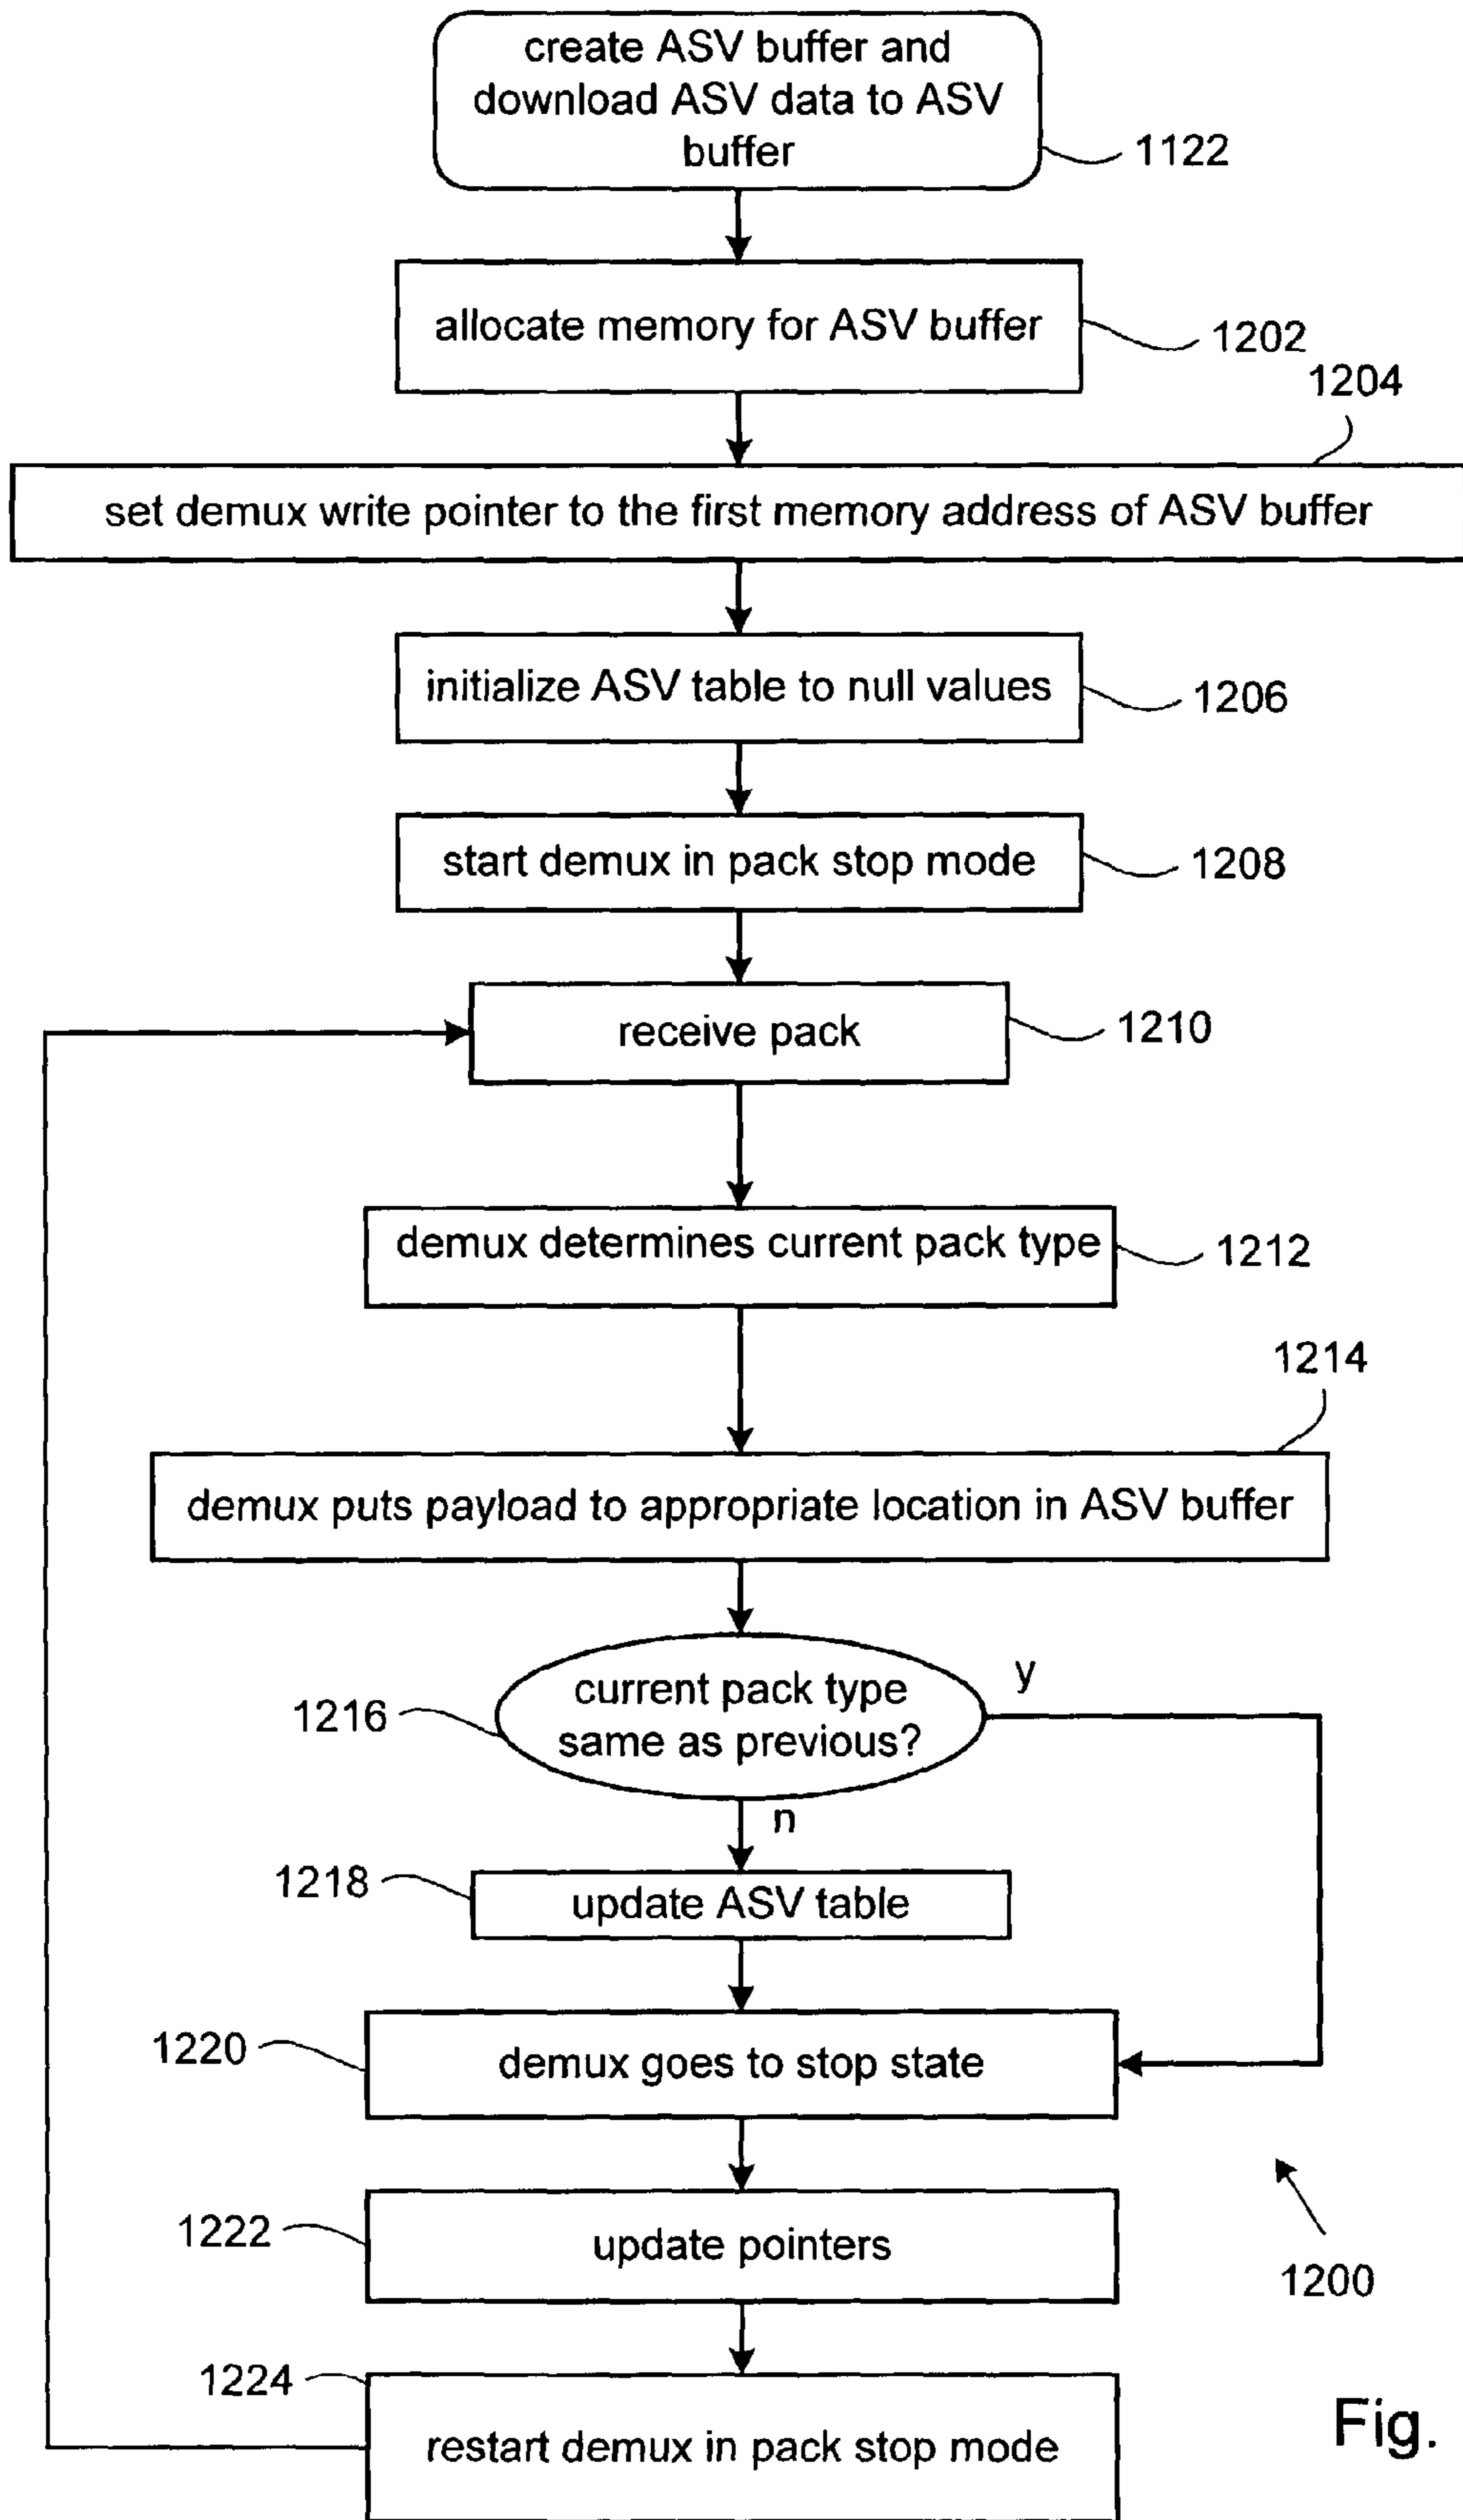 create ASV buffer and
download ASV data to ASV
buffer
1122
allocate memory for ASV buffer
1202
1204
set demux write pointer to the first memory address of ASV buffer
initialize ASV table to null values
1206
start demux in pack stop mode
1208
receive pack
1210
demux determines current pack type
1212
1214
demux puts payload to appropriate location in ASV buffer
current pack type
same as previous?
y
1216
n
1218
update ASV table
1220
demux goes to stop state
1222
update pointers
1200
1224
restart demux in pack stop mode
Fig.